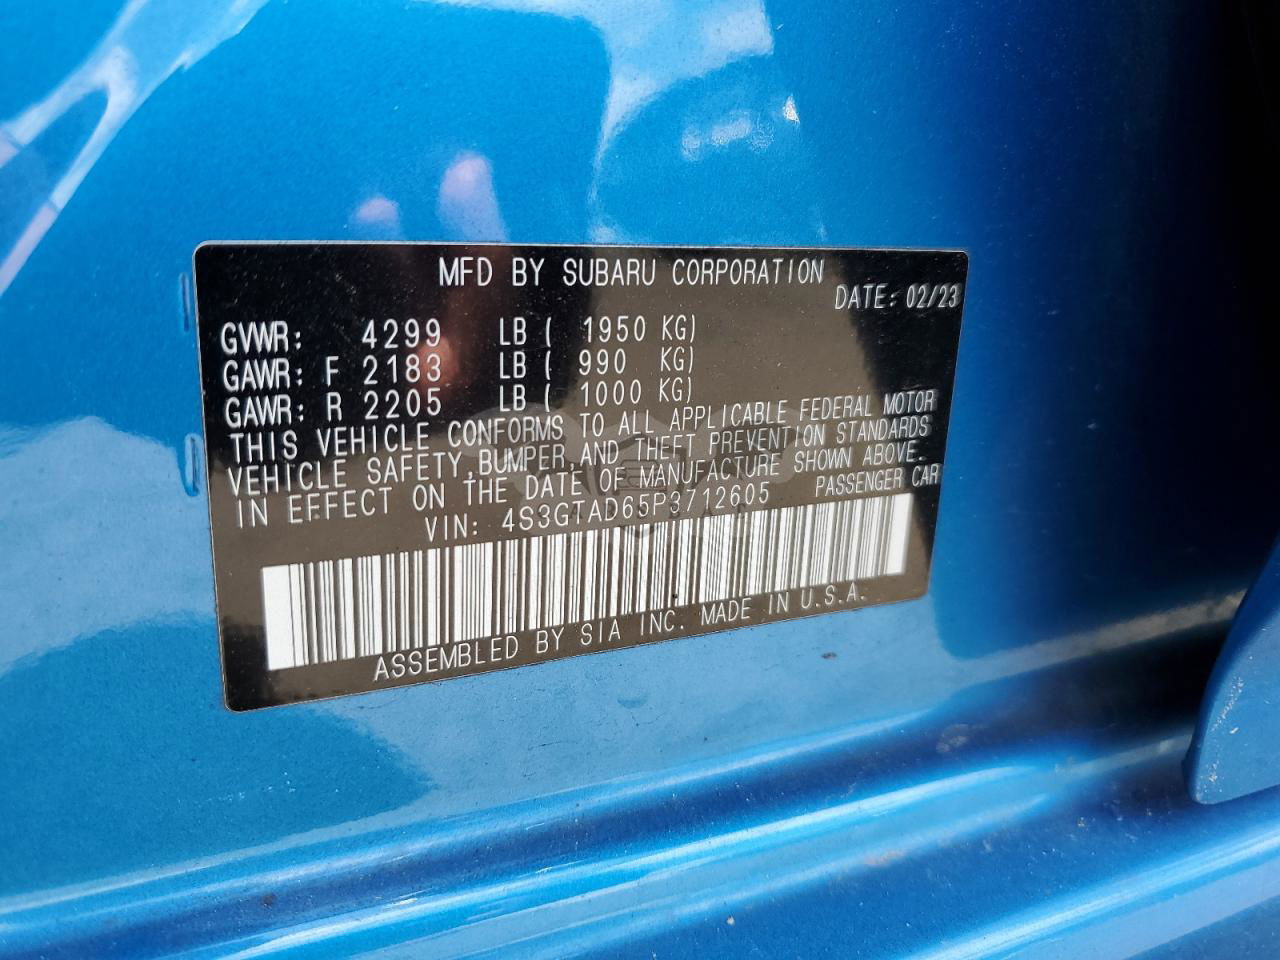 MFD BY SUBARU CORPORATION
DATE: 02/23
GVWR: 4299 LB ( 1950 KG)
GAWR: F 2183 LB ( 990 KG)
GAWR: R 2205 LB ( 1000 KG)
THIS VEHICLE CONFORMS TO ALL APPLICABLE FEDERAL MOTOR
VEHICLE SAFETY, BUMPER, AND THEFT PREVENTION STANDARDS
IN EFFECT ON THE DATE OF MANUFACTURE SHOWN ABOVE.
VIN: 4S3GTAD65P3712605 PASSENGER CAR
ASSEMBLED BY SIA INC. MADE IN U.S.A.